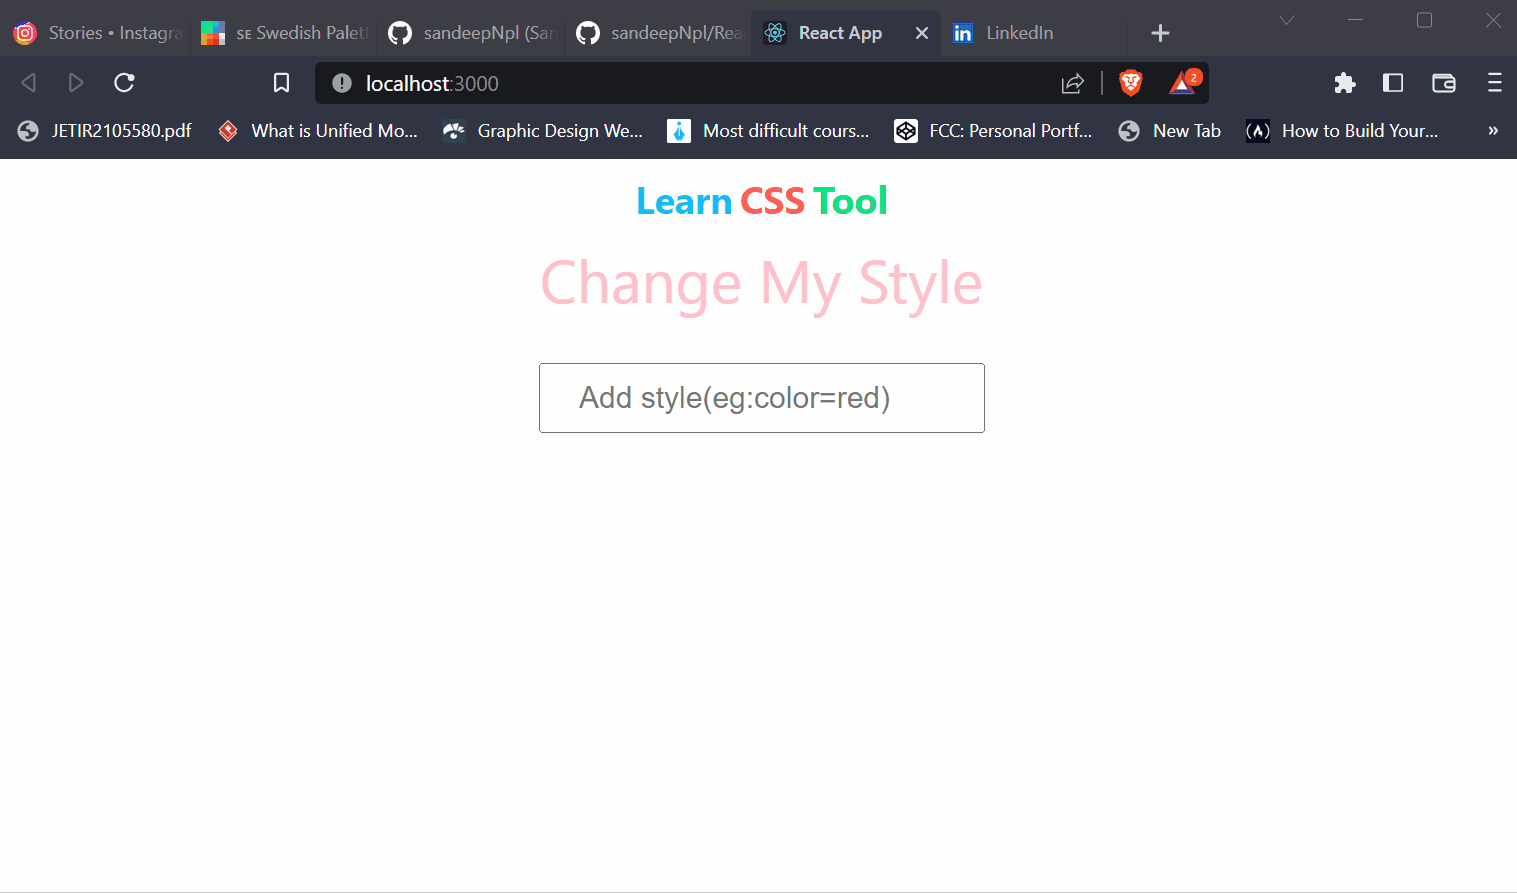 Stories • Instagra
SE Swedish Palett
sandeepNpl (San
sandeepNpl/Rea
React App
LinkedIn
localhost:3000
2
JETIR2105580.pdf
What is Unified Mo...
Graphic Design We...
Most difficult cours...
FCC: Personal Portf...
New Tab
How to Build Your...
»
Learn CSS Tool
Change My Style
Add style(eg:color=red)